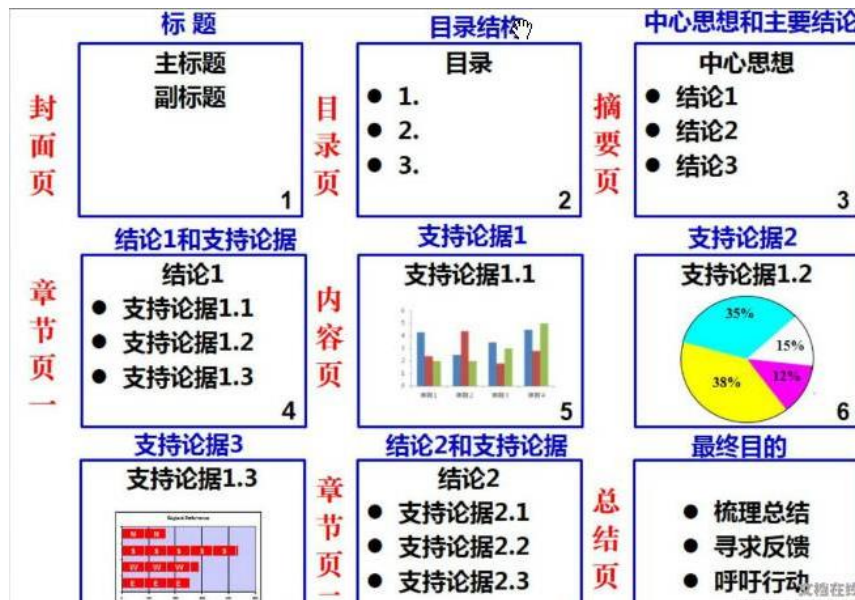 标 题
目录结构
中心思想和主要结论
封面页
主标题
副标题
1
目录页
目录
● 1.
● 2.
● 3.
2
摘要页
中心思想
● 结论1
● 结论2
● 结论3
3
结论1和支持论据
支持论据1
支持论据2
章节页一
结论1
● 支持论据1.1
● 支持论据1.2
● 支持论据1.3
4
内容页
支持论据1.1
5
支持论据1.2
35%
15%
12%
38%
6
支持论据3
结论2和支持论据
最终目的
支持论据1.3
N N
S S S S S
W W W
E E E
章节页
结论2
● 支持论据2.1
● 支持论据2.2
● 支持论据2.3
总结页
● 梳理总结
● 寻求反馈
● 呼吁行动
文档在线